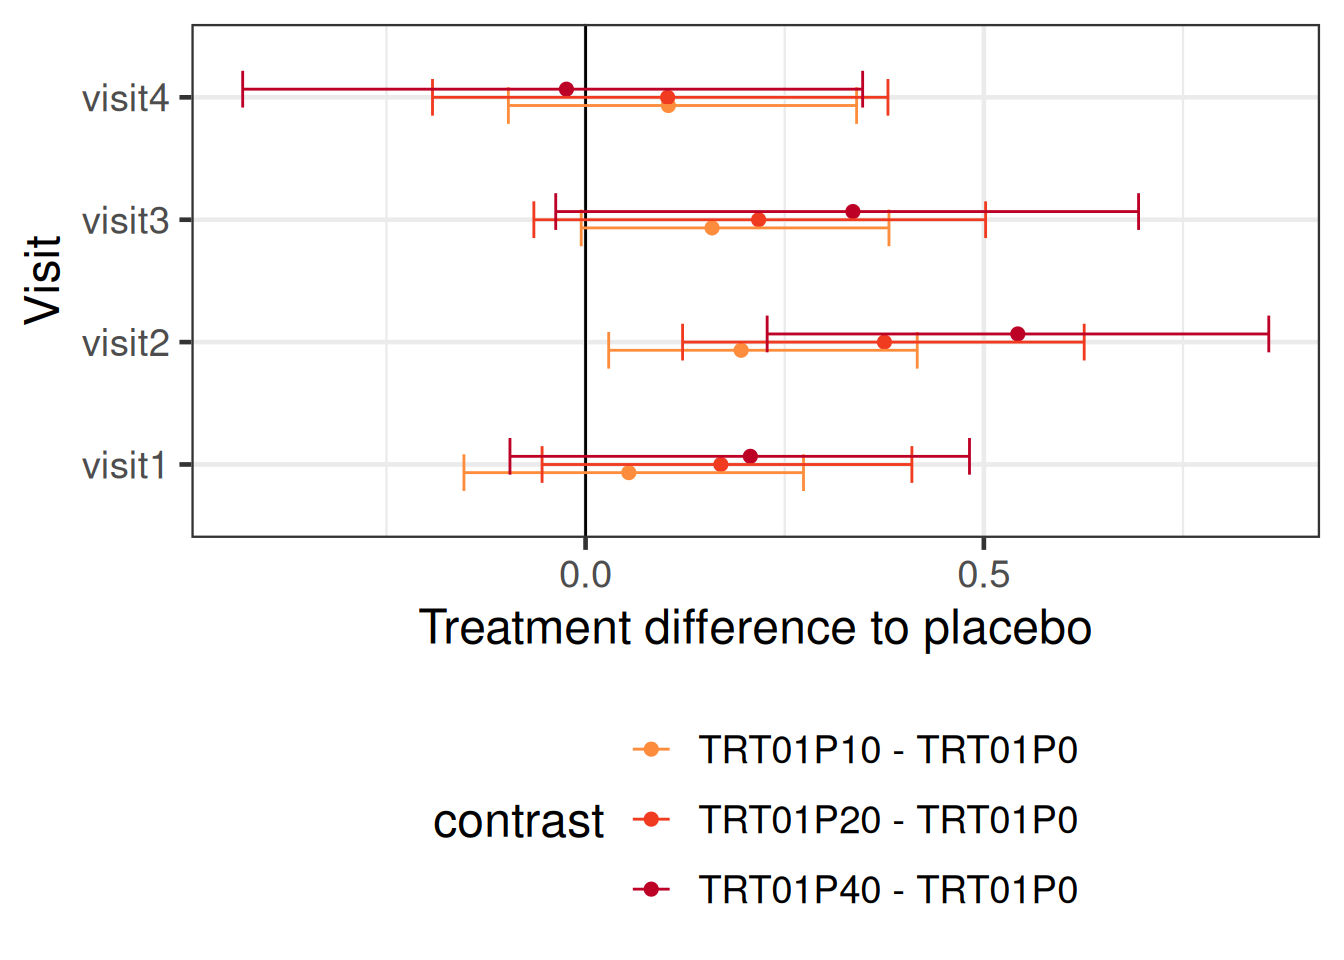 visit4
visit3
visit2
visit1
Visit
0.0 0.5
Treatment difference to placebo
contrast
TRT01P10 - TRT01P0
TRT01P20 - TRT01P0
TRT01P40 - TRT01P0